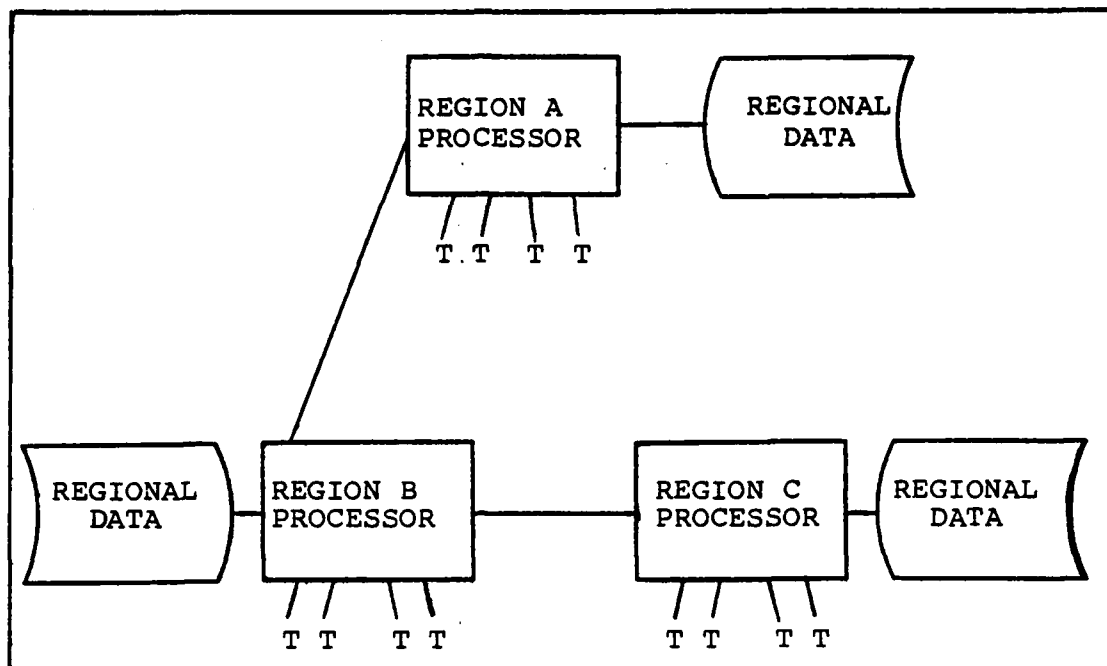 REGION A
PROCESSOR
REGIONAL
DATA
T T T T
REGIONAL
DATA
REGION B
PROCESSOR
REGION C
PROCESSOR
REGIONAL
DATA
T T T T
T T T T